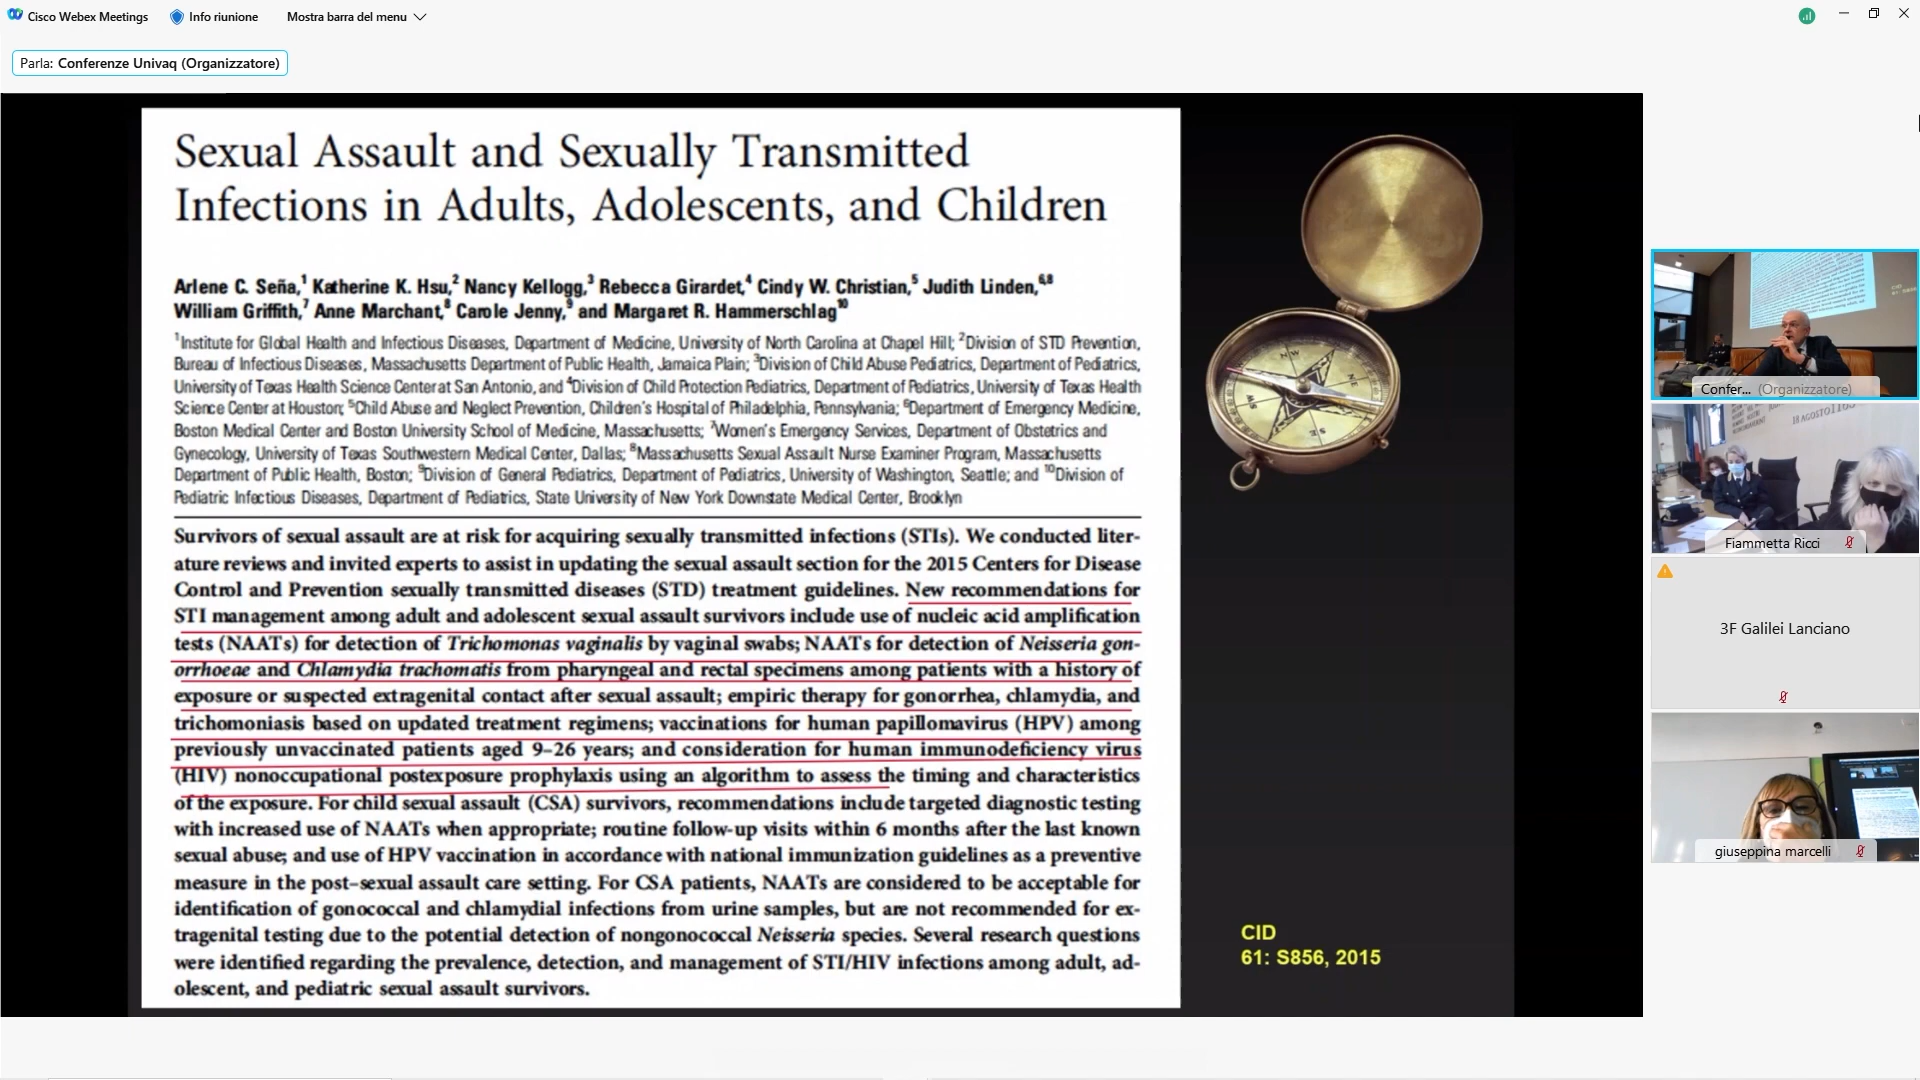 Cisco Webex Meetings
Info riunione
Mostra barra del menu
Parla: Conferenze Univaq (Organizzatore)
Sexual Assault and Sexually Transmitted
Infections in Adults, Adolescents, and Children
Arlene C. Seña,1 Katherine K. Hsu,2 Nancy Kellogg,3 Rebecca Girardet,4 Cindy W. Christian,5 Judith Linden,6,8
William Griffith,7 Anne Marchant,8 Carole Jenny,9 and Margaret R. Hammerschlag10
1Institute for Global Health and Infectious Diseases, Department of Medicine, University of North Carolina at Chapel Hill; 2Division of STD Prevention,
Bureau of Infectious Diseases, Massachusetts Department of Public Health, Jamaica Plain; 3Division of Child Abuse Pediatrics, Department of Pediatrics,
University of Texas Health Science Center at San Antonio, and 4Division of Child Protection Pediatrics, Department of Pediatrics, University of Texas Health
Science Center at Houston; 5Child Abuse and Neglect Prevention, Children's Hospital of Philadelphia, Pennsylvania; 6Department of Emergency Medicine,
Boston Medical Center and Boston University School of Medicine, Massachusetts; 7Women's Emergency Services, Department of Obstetrics and
Gynecology, University of Texas Southwestern Medical Center, Dallas; 8Massachusetts Sexual Assault Nurse Examiner Program, Massachusetts
Department of Public Health, Boston; 9Division of General Pediatrics, Department of Pediatrics, University of Washington, Seattle; and 10Division of
Pediatric Infectious Diseases, Department of Pediatrics, State University of New York Downstate Medical Center, Brooklyn
Survivors of sexual assault are at risk for acquiring sexually transmitted infections (STIs). We conducted liter-
ature reviews and invited experts to assist in updating the sexual assault section for the 2015 Centers for Disease
Control and Prevention sexually transmitted diseases (STD) treatment guidelines. New recommendations for
STI management among adult and adolescent sexual assault survivors include use of nucleic acid amplification
tests (NAATs) for detection of Trichomonas vaginalis by vaginal swabs; NAATs for detection of Neisseria gon-
orrhoeae and Chlamydia trachomatis from pharyngeal and rectal specimens among patients with a history of
exposure or suspected extragenital contact after sexual assault; empiric therapy for gonorrhea, chlamydia, and
trichomoniasis based on updated treatment regimens; vaccinations for human papillomavirus (HPV) among
previously unvaccinated patients aged 9–26 years; and consideration for human immunodeficiency virus
(HIV) nonoccupational postexposure prophylaxis using an algorithm to assess the timing and characteristics
of the exposure. For child sexual assault (CSA) survivors, recommendations include targeted diagnostic testing
with increased use of NAATs when appropriate; routine follow-up visits within 6 months after the last known
sexual abuse; and use of HPV vaccination in accordance with national immunization guidelines as a preventive
measure in the post–sexual assault care setting. For CSA patients, NAATs are considered to be acceptable for
identification of gonococcal and chlamydial infections from urine samples, but are not recommended for ex-
tragenital testing due to the potential detection of nongonococcal Neisseria species. Several research questions
were identified regarding the prevalence, detection, and management of STI/HIV infections among adult, ad-
olescent, and pediatric sexual assault survivors.
NW
NE
SE
SW
CID
61: S856, 2015
Confer... (Organizzatore)
18 AGOSTO
Fiammetta Ricci
3F Galilei Lanciano
giuseppina marcelli